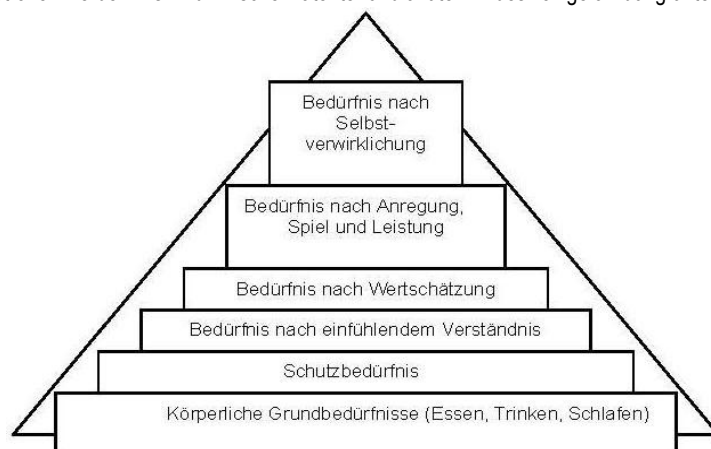 Bedürfnis nach
Selbst-
verwirklichung
Bedürfnis nach Anregung,
Spiel und Leistung
Bedürfnis nach Wertschätzung
Bedürfnis nach einfühlendem Verständnis
Schutzbedürfnis
Körperliche Grundbedürfnisse (Essen, Trinken, Schlafen)